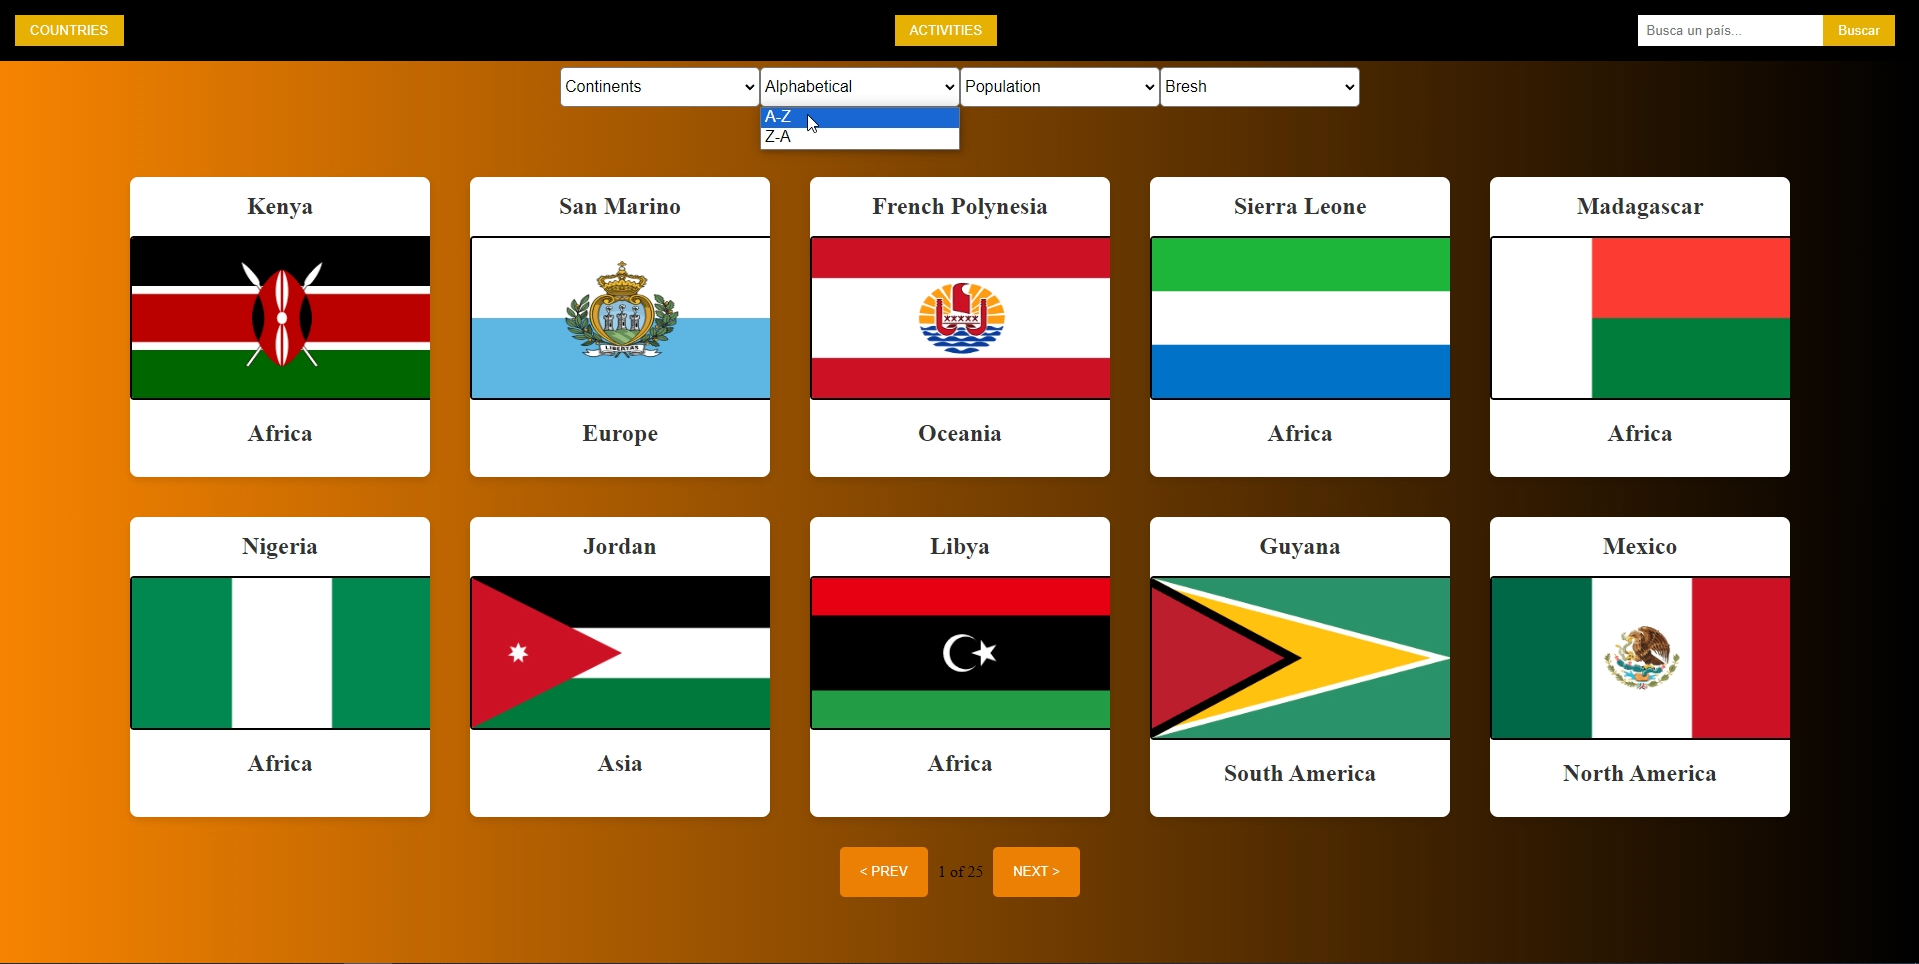 COUNTRIES
ACTIVITIES
Busca un país...
Buscar
Continents
Alphabetical
Population
Bresh
A-Z
Z-A
Kenya
San Marino
French Polynesia
Sierra Leone
Madagascar
LIBERTAS
Africa
Europe
Oceania
Africa
Africa
Nigeria
Jordan
Libya
Guyana
Mexico
Africa
Asia
Africa
South America
North America
< PREV
1 of 25
NEXT >